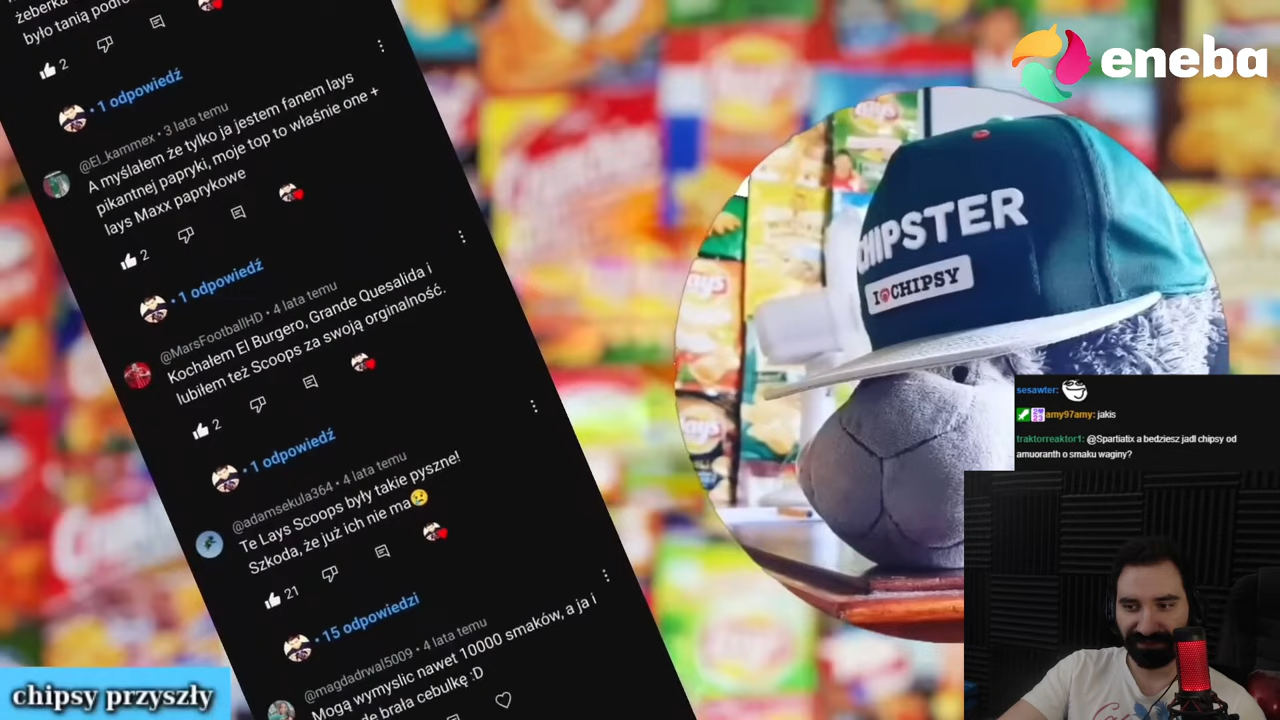 żeberka
było tanią
2
• 1 odpowiedź
@El_kammex • 3 lata temu
A myślałem że tylko ja jestem fanem lays
pikantnej papryki, moje top to właśnie one +
lays Maxx paprykowe
2
• 1 odpowiedź
@MarsFootballHD • 4 lata temu
Kochałem El Burgero, Grande Quesalida i
lubiłem też Scoops za swoją orginalność.
2
• 1 odpowiedź
@adamsekula364 • 4 lata temu
Te Lays Scoops były takie pyszne!
Szkoda, że już ich nie ma😢
21
• 15 odpowiedzi
@magdadrwal5009 • 4 lata temu
Mogą wymyslic nawet 10000 smaków, a ja i
brała cebulkę :D
eneba
Lay's
CHIPSTER
I CHIPSY
sesawter:
amy97amy: jakis
traktorreaktor1: @Spartiatix a bedziesz jadl chipsy od
amuoranth o smaku waginy?
chipsy przyszły